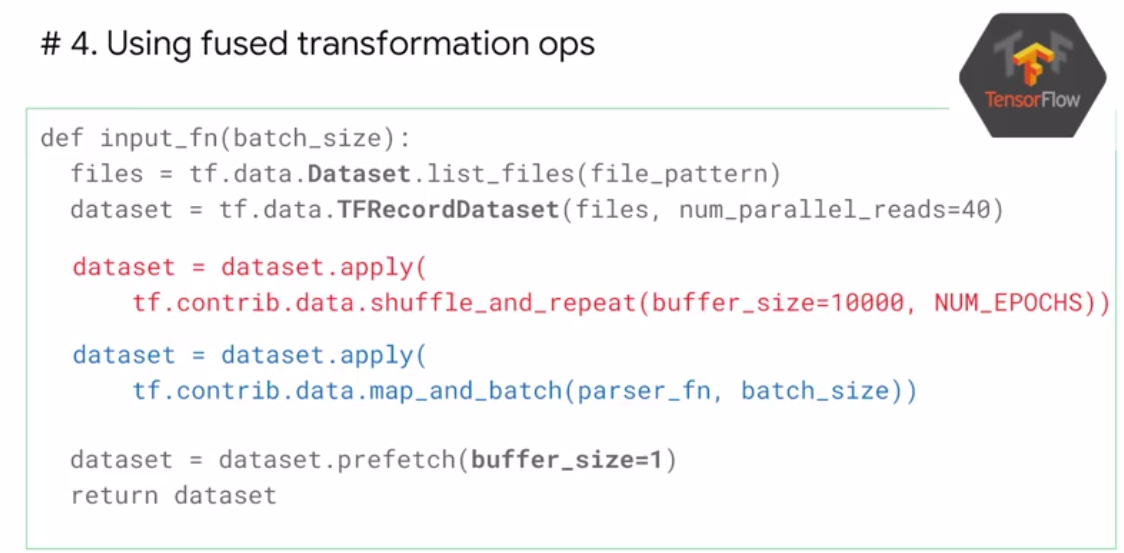 # 4. Using fused transformation ops
TensorFlow
def input_fn(batch_size):
files = tf.data.Dataset.list_files(file_pattern)
dataset = tf.data.TFRecordDataset(files, num_parallel_reads=40)
dataset = dataset.apply(
tf.contrib.data.shuffle_and_repeat(buffer_size=10000, NUM_EPOCHS))
dataset = dataset.apply(
tf.contrib.data.map_and_batch(parser_fn, batch_size))
dataset = dataset.prefetch(buffer_size=1)
return dataset